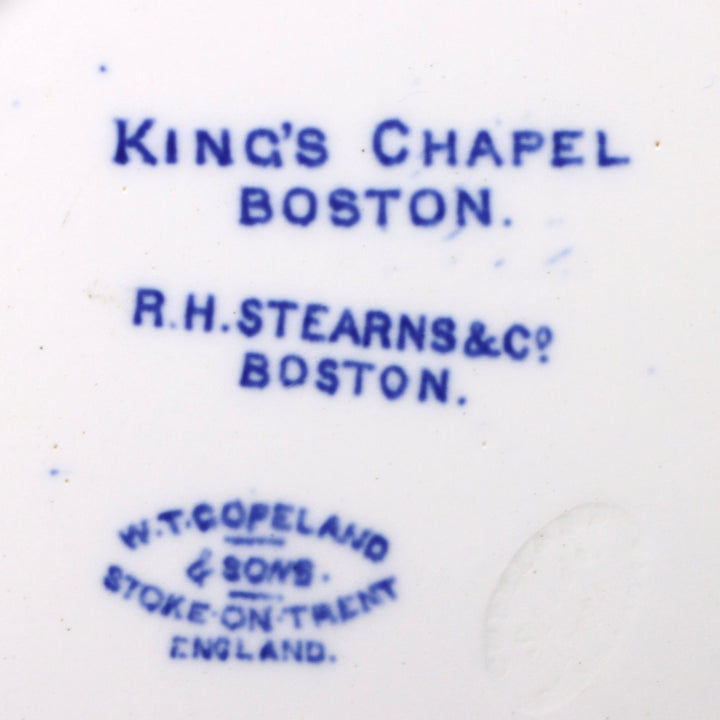 KING'S CHAPEL
BOSTON.
R.H. STEARNS & Cº
BOSTON.
W.T. COPELAND
& SONS.
STOKE-ON-TRENT
ENGLAND.